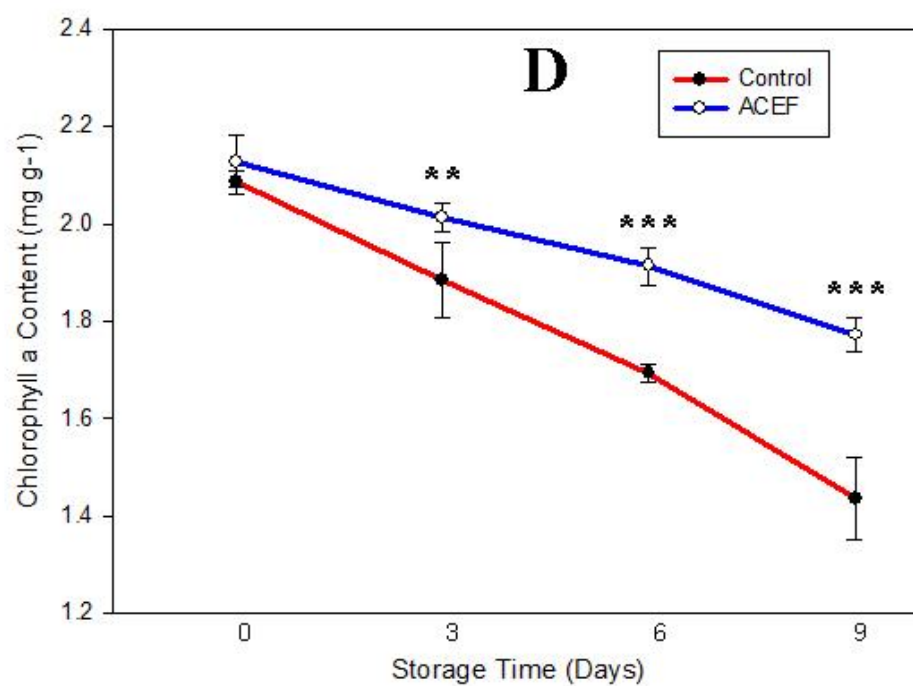 D
Control
ACEF
**
***
***
Chlorophyll a Content (mg g-1)
2.4
2.2
2.0
1.8
1.6
1.4
1.2
0 3 6 9
Storage Time (Days)